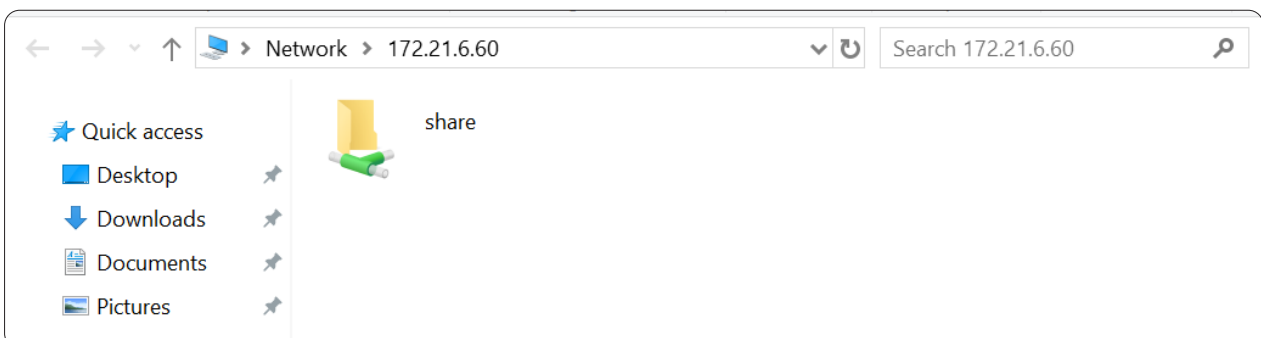 Network > 172.21.6.60
Search 172.21.6.60
Quick access
share
Desktop
Downloads
Documents
Pictures